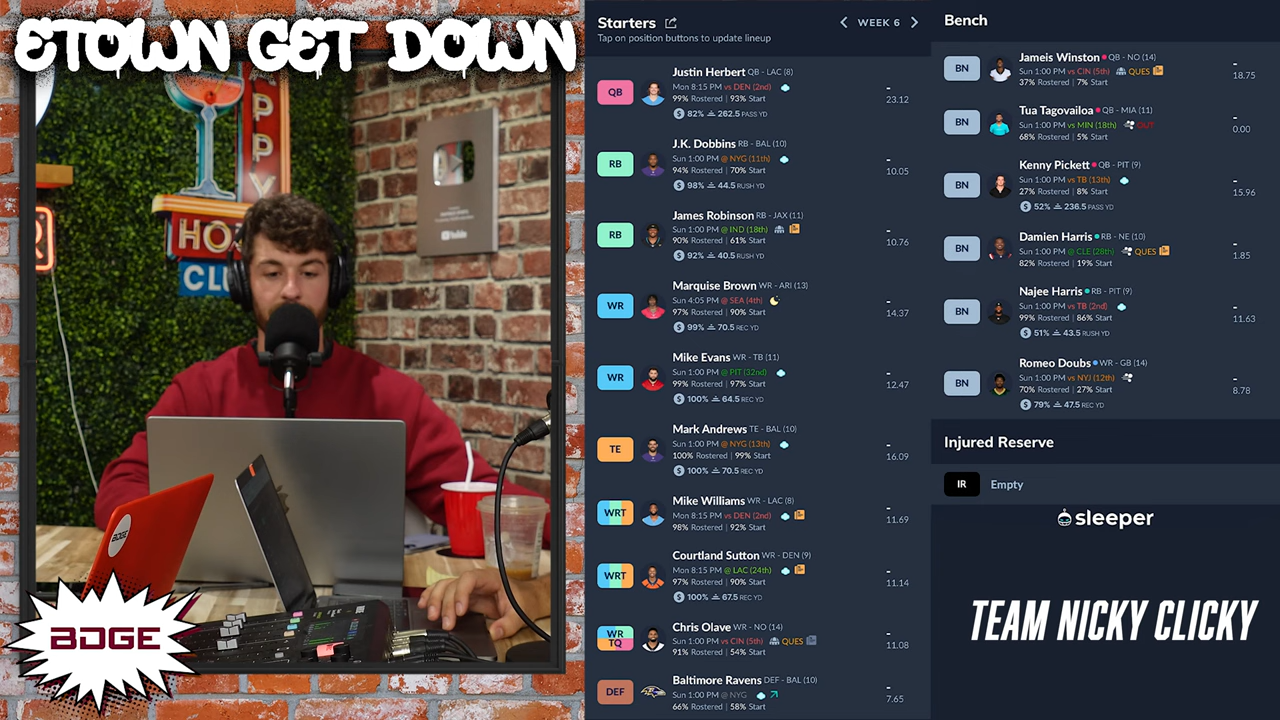 ETOWN GET DOWN
PPY
HO
CLU
YouTube
BDGE
BDGE
Starters
WEEK 6
Tap on position buttons to update lineup
QB
Justin Herbert QB - LAC (8)
Mon 8:15 PM vs DEN (2nd)
99% Rostered | 93% Start
82% 262.5 PASS YD
-
23.12
RB
J.K. Dobbins RB - BAL (10)
Sun 1:00 PM @ NYG (11th)
94% Rostered | 70% Start
98% 44.5 RUSH YD
-
10.05
RB
James Robinson RB - JAX (11)
Sun 1:00 PM @ IND (18th)
90% Rostered | 61% Start
92% 40.5 RUSH YD
-
10.76
WR
Marquise Brown WR - ARI (13)
Sun 4:05 PM @ SEA (4th)
97% Rostered | 90% Start
99% 70.5 REC YD
-
14.37
WR
Mike Evans WR - TB (11)
Sun 1:00 PM @ PIT (32nd)
99% Rostered | 97% Start
100% 64.5 REC YD
-
12.47
TE
Mark Andrews TE - BAL (10)
Sun 1:00 PM @ NYG (13th)
100% Rostered | 99% Start
100% 70.5 REC YD
-
16.09
WRT
Mike Williams WR - LAC (8)
Mon 8:15 PM vs DEN (2nd)
98% Rostered | 92% Start
-
11.69
WRT
Courtland Sutton WR - DEN (9)
Mon 8:15 PM @ LAC (24th)
97% Rostered | 90% Start
100% 67.5 REC YD
-
11.14
WR
TQ
Chris Olave WR - NO (14)
Sun 1:00 PM vs CIN (5th) QUES
91% Rostered | 54% Start
-
11.08
DEF
Baltimore Ravens DEF - BAL (10)
Sun 1:00 PM @ NYG
66% Rostered | 58% Start
-
7.65
Bench
BN
Jameis Winston QB - NO (14)
Sun 1:00 PM vs CIN (5th) QUES
37% Rostered | 7% Start
-
18.75
BN
Tua Tagovailoa QB - MIA (11)
Sun 1:00 PM vs MIN (18th) OUT
68% Rostered | 5% Start
-
0.00
BN
Kenny Pickett QB - PIT (9)
Sun 1:00 PM vs TB (13th)
27% Rostered | 8% Start
52% 236.5 PASS YD
-
15.96
BN
Damien Harris RB - NE (10)
Sun 1:00 PM @ CLE (28th) QUES
82% Rostered | 19% Start
-
1.85
BN
Najee Harris RB - PIT (9)
Sun 1:00 PM vs TB (2nd)
99% Rostered | 86% Start
51% 43.5 RUSH YD
-
11.63
BN
Romeo Doubs WR - GB (14)
Sun 1:00 PM vs NYJ (12th)
70% Rostered | 27% Start
79% 47.5 REC YD
-
8.78
Injured Reserve
IR
Empty
sleeper
TEAM NICKY CLICKY